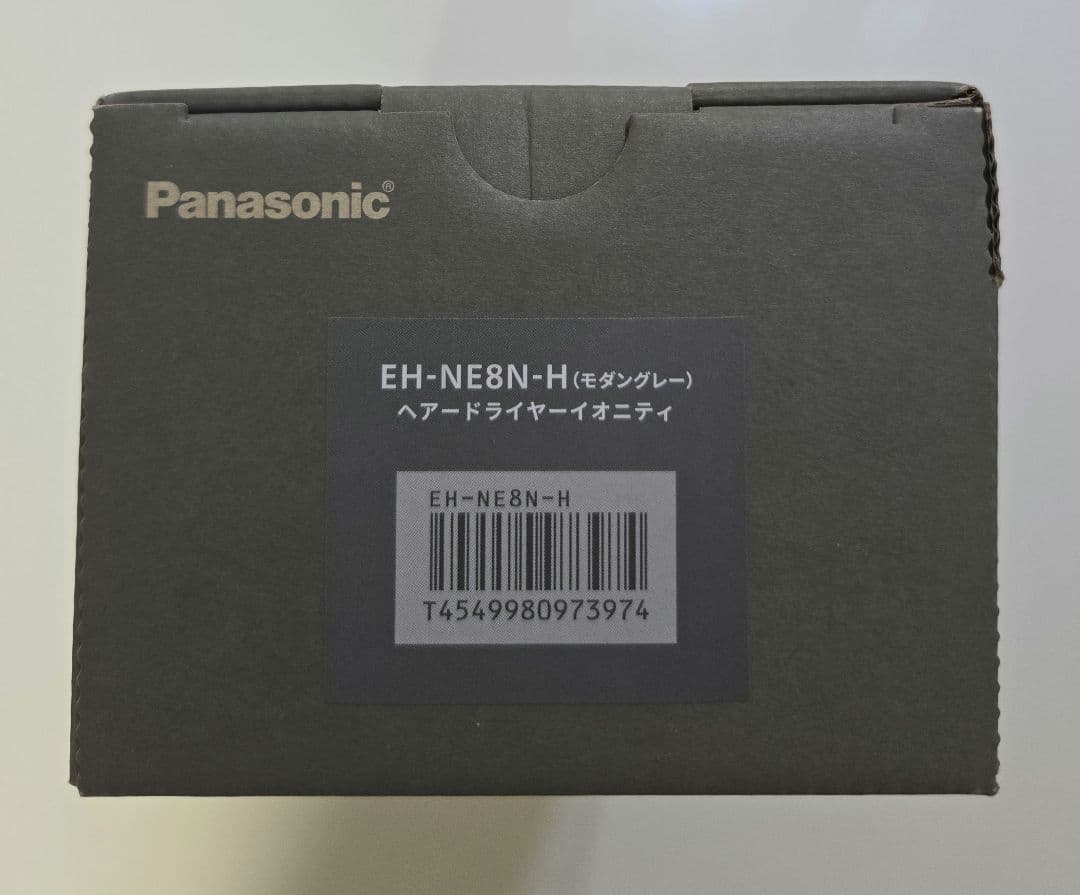 Panasonic®
EH-NE8N-H(モダングレー)
ヘアードライヤーイオニティ
EH-NE8N-H
T4549980973974